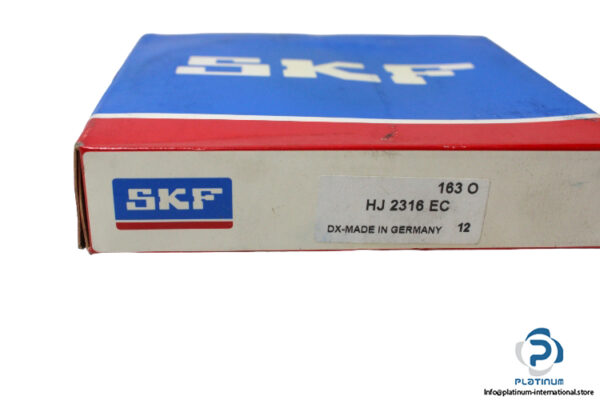 SKF
SKF
163 O
HJ 2316 EC
DX-MADE IN GERMANY 12
PLATINUM
Info@platinum-international.store